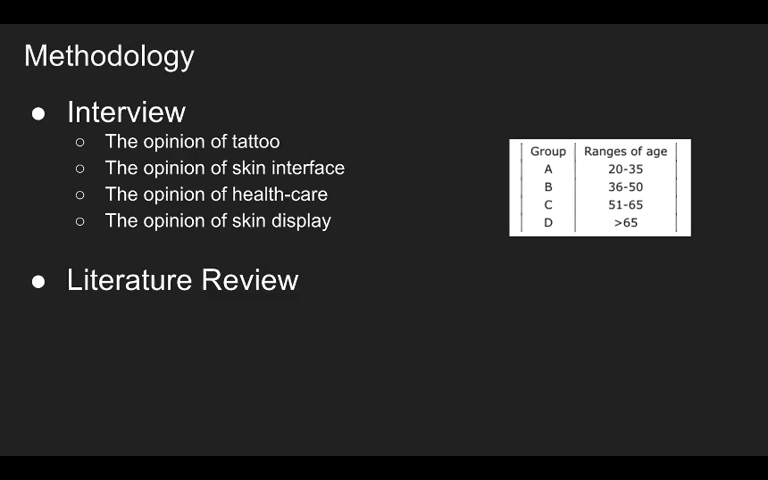 Methodology
● Interview
○ The opinion of tattoo
○ The opinion of skin interface
○ The opinion of health-care
○ The opinion of skin display
● Literature Review
Group Ranges of age
A 20-35
B 36-50
C 51-65
D >65